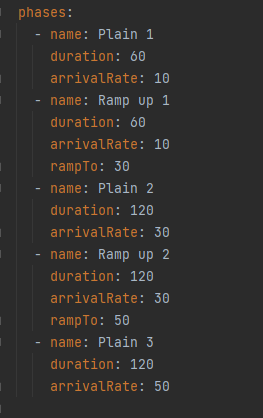 phases:
  - name: Plain 1
    duration: 60
    arrivalRate: 10
  - name: Ramp up 1
    duration: 60
    arrivalRate: 10
    rampTo: 30
  - name: Plain 2
    duration: 120
    arrivalRate: 30
  - name: Ramp up 2
    duration: 120
    arrivalRate: 30
    rampTo: 50
  - name: Plain 3
    duration: 120
    arrivalRate: 50